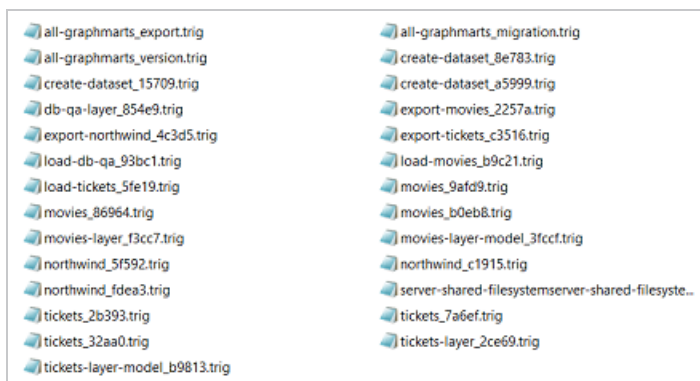 all-graphmarts_export.trig
all-graphmarts_migration.trig
all-graphmarts_version.trig
create-dataset_8e783.trig
create-dataset_15709.trig
create-dataset_a5999.trig
db-qa-layer_854e9.trig
export-movies_2257a.trig
export-northwind_4c3d5.trig
export-tickets_c3516.trig
load-db-qa_93bc1.trig
load-movies_b9c21.trig
load-tickets_5fe19.trig
movies_9afd9.trig
movies_86964.trig
movies_b0eb8.trig
movies-layer_f3cc7.trig
movies-layer-model_3fccf.trig
northwind_5f592.trig
northwind_c1915.trig
northwind_fdea3.trig
server-shared-filesystemserver-shared-filesyste...
tickets_2b393.trig
tickets_7a6ef.trig
tickets_32aa0.trig
tickets-layer_2ce69.trig
tickets-layer-model_b9813.trig